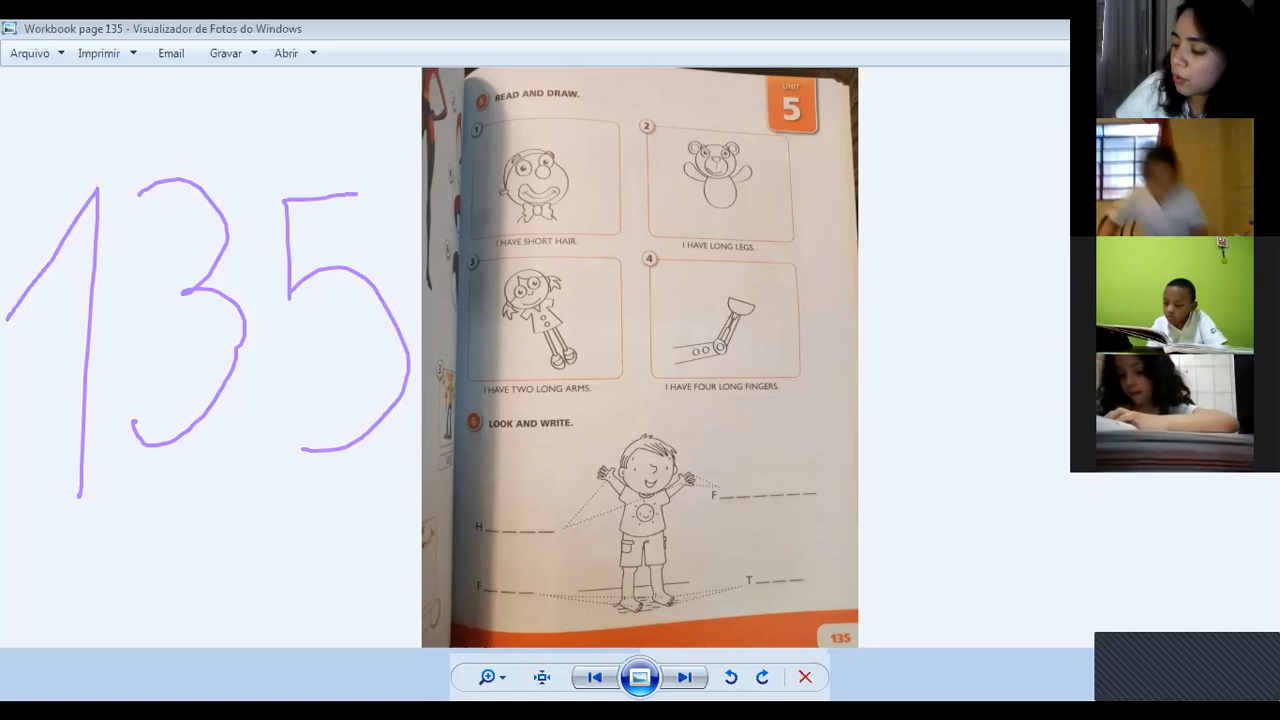 Workbook page 135 - Visualizador de Fotos do Windows
Arquivo Imprimir Email Gravar Abrir
135
5 READ AND DRAW.
UNIT
5
1
2
I HAVE SHORT HAIR.
I HAVE LONG LEGS.
3
4
I HAVE TWO LONG ARMS.
I HAVE FOUR LONG FINGERS.
6 LOOK AND WRITE.
F _ _ _ _ _ _
H _ _ _ _
F _ _ _
T _ _ _
135